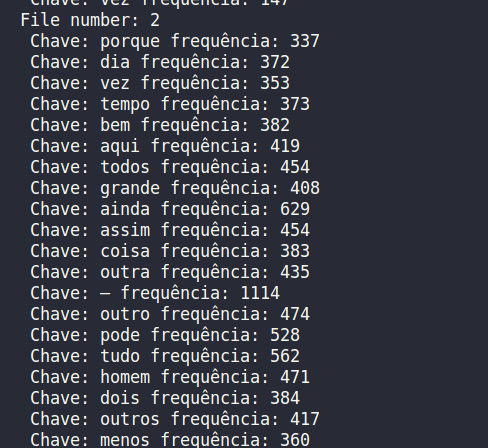 Chave: vez frequência: 147
File number: 2
Chave: porque frequência: 337
Chave: dia frequência: 372
Chave: vez frequência: 353
Chave: tempo frequência: 373
Chave: bem frequência: 382
Chave: aqui frequência: 419
Chave: todos frequência: 454
Chave: grande frequência: 408
Chave: ainda frequência: 629
Chave: assim frequência: 454
Chave: coisa frequência: 383
Chave: outra frequência: 435
Chave: — frequência: 1114
Chave: outro frequência: 474
Chave: pode frequência: 528
Chave: tudo frequência: 562
Chave: homem frequência: 471
Chave: dois frequência: 384
Chave: outros frequência: 417
Chave: menos frequência: 360